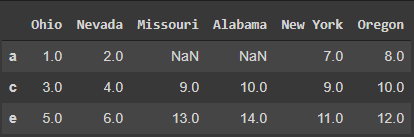 Ohio Nevada Missouri Alabama New York Oregon
a 1.0 2.0 NaN NaN 7.0 8.0
c 3.0 4.0 9.0 10.0 9.0 10.0
e 5.0 6.0 13.0 14.0 11.0 12.0